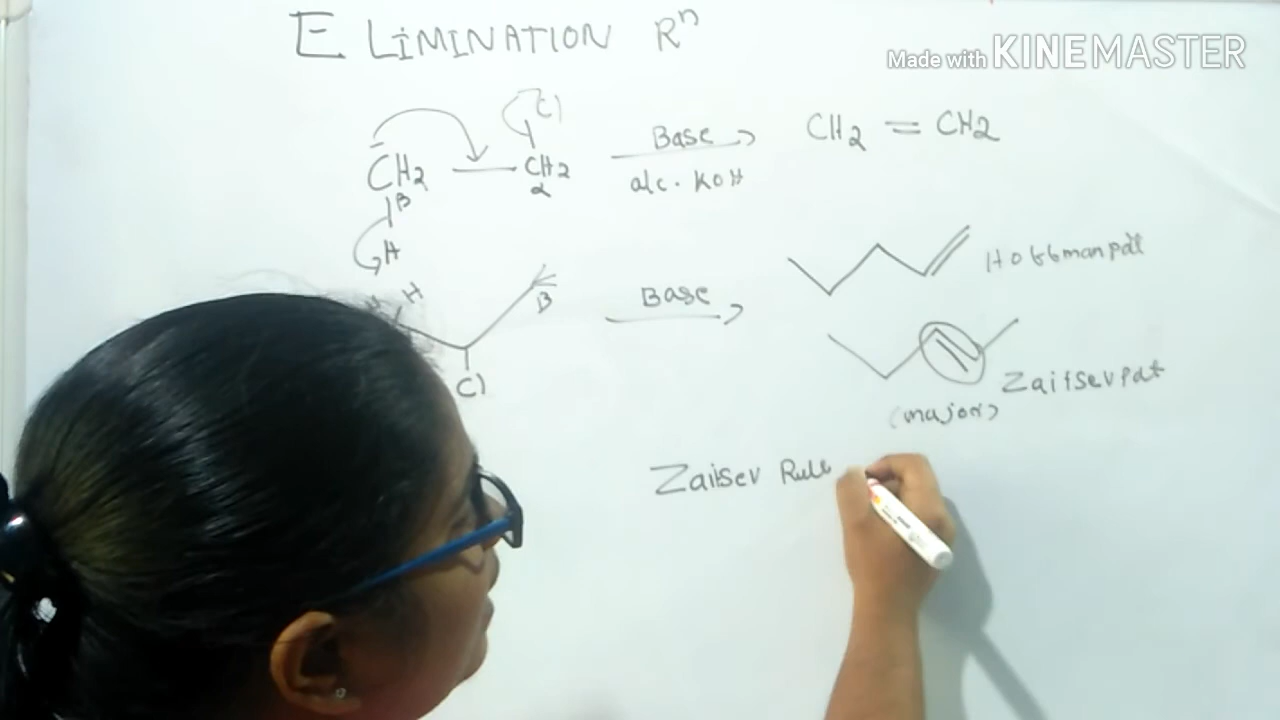 ELIMINATION Rⁿ
Made with KINEMASTER
Cl
CH2 CH2 Base CH2 = CH2
α alc. KOH
β
H
H H β Base Hoffman pdt
Cl
Zaitsev pdt
(major)
Zaitsev Rule